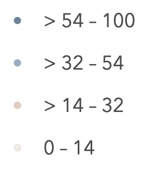 > 54 – 100
> 32 – 54
> 14 – 32
0 – 14